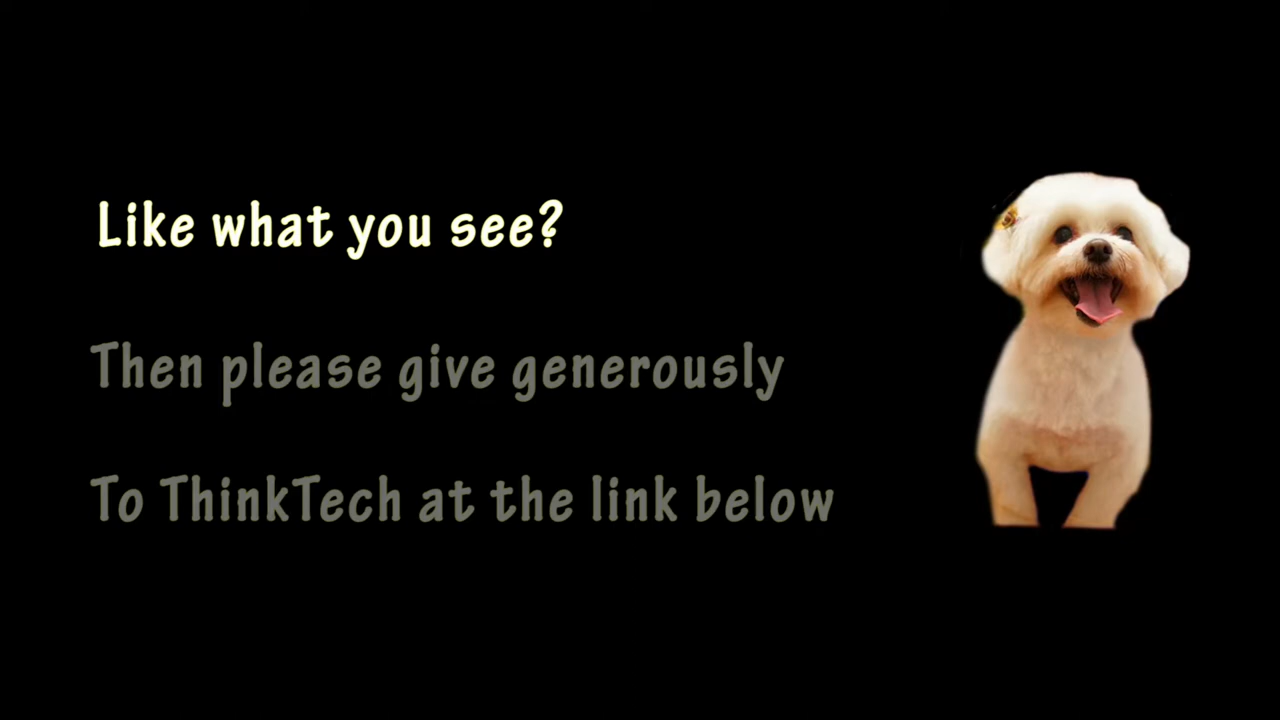 Like what you see?
Then please give generously
To ThinkTech at the link below